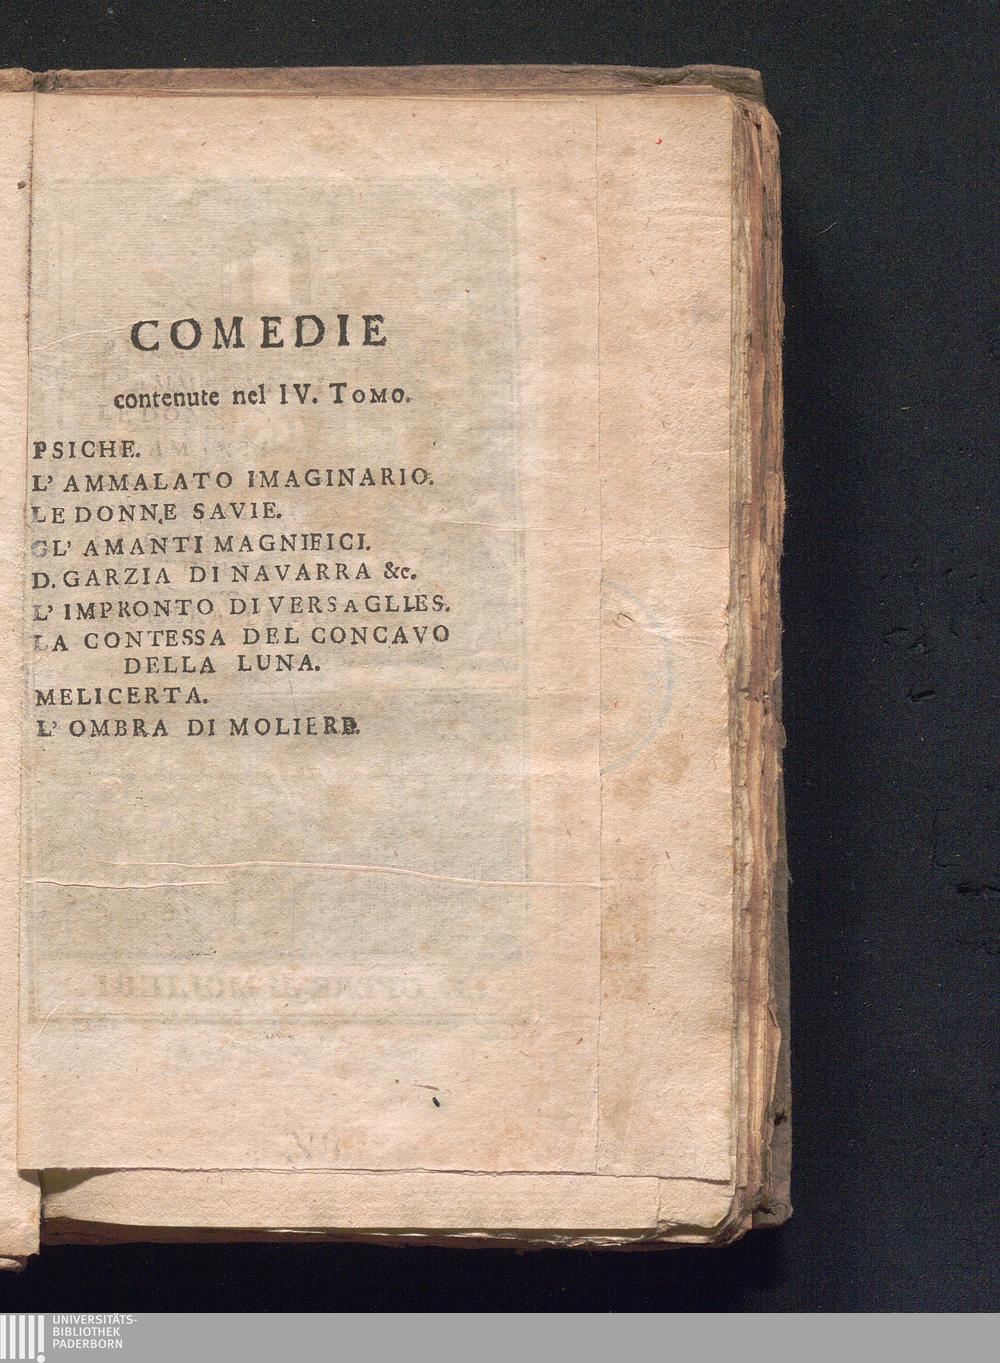 COMEDIE
contenute nel IV. TOMO.
PSICHE.
L' AMMALATO IMAGINARIO.
LE DONNE SAVIE.
GL' AMANTI MAGNIFICI.
D. GARZIA DI NAVARRA &c.
L' IMPRONTO DI VERSAGLIES.
LA CONTESSA DEL CONCAVO
DELLA LUNA.
MELICERTA.
L' OMBRA DI MOLIERE.
UNIVERSITÄTS-
BIBLIOTHEK
PADERBORN